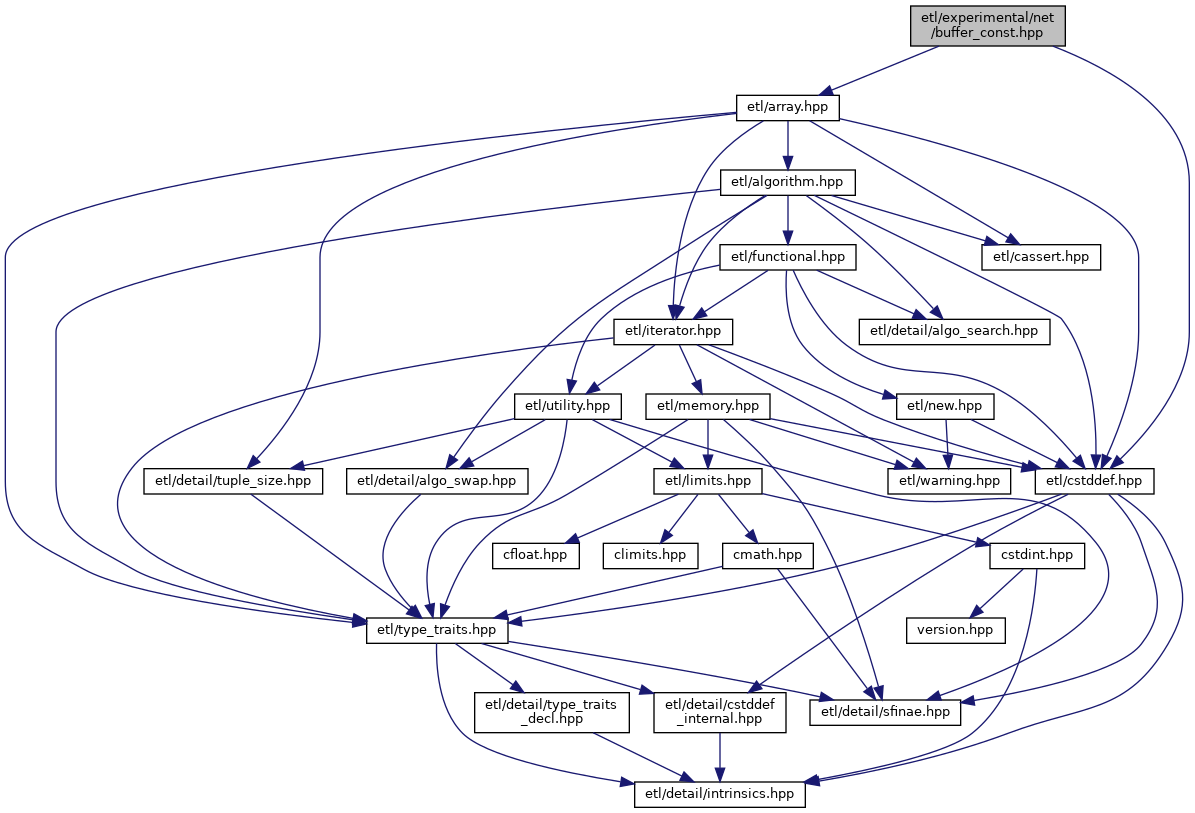 etl/experimental/net
/buffer_const.hpp
etl/array.hpp
etl/algorithm.hpp
etl/functional.hpp
etl/cassert.hpp
etl/iterator.hpp
etl/detail/algo_search.hpp
etl/utility.hpp
etl/memory.hpp
etl/new.hpp
etl/detail/tuple_size.hpp
etl/detail/algo_swap.hpp
etl/limits.hpp
etl/warning.hpp
etl/cstddef.hpp
cfloat.hpp
climits.hpp
cmath.hpp
cstdint.hpp
etl/type_traits.hpp
version.hpp
etl/detail/type_traits
_decl.hpp
etl/detail/cstddef
_internal.hpp
etl/detail/sfinae.hpp
etl/detail/intrinsics.hpp